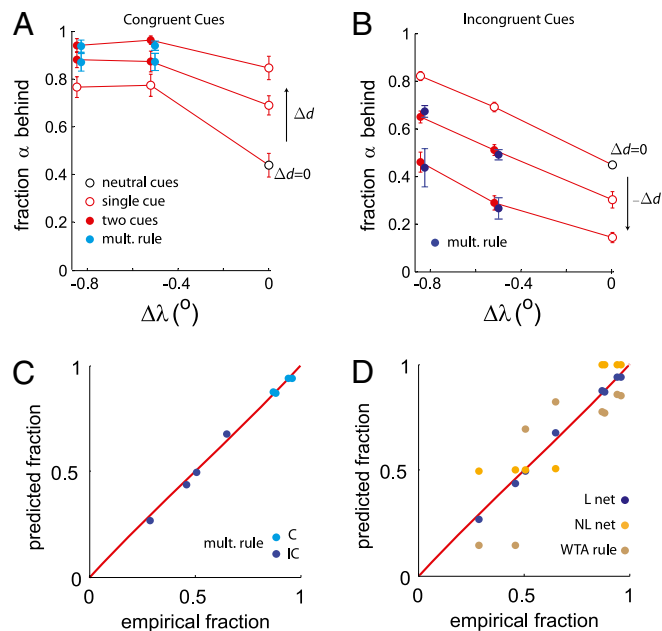 A
Congruent Cues
fraction α behind
1
0.8
0.6
0.4
0.2
0
Δd
Δd=0
neutral cues
single cue
two cues
mult. rule
-0.8
-0.4
0
Δλ (°)
B
Incongruent Cues
fraction α behind
1
0.8
0.6
0.4
0.2
0
Δd=0
-Δd
mult. rule
-0.8
-0.4
0
Δλ (°)
C
predicted fraction
1
0.5
mult. rule
C
IC
0
0.5
1
empirical fraction
D
predicted fraction
1
0.5
L net
NL net
WTA rule
0
0.5
1
empirical fraction